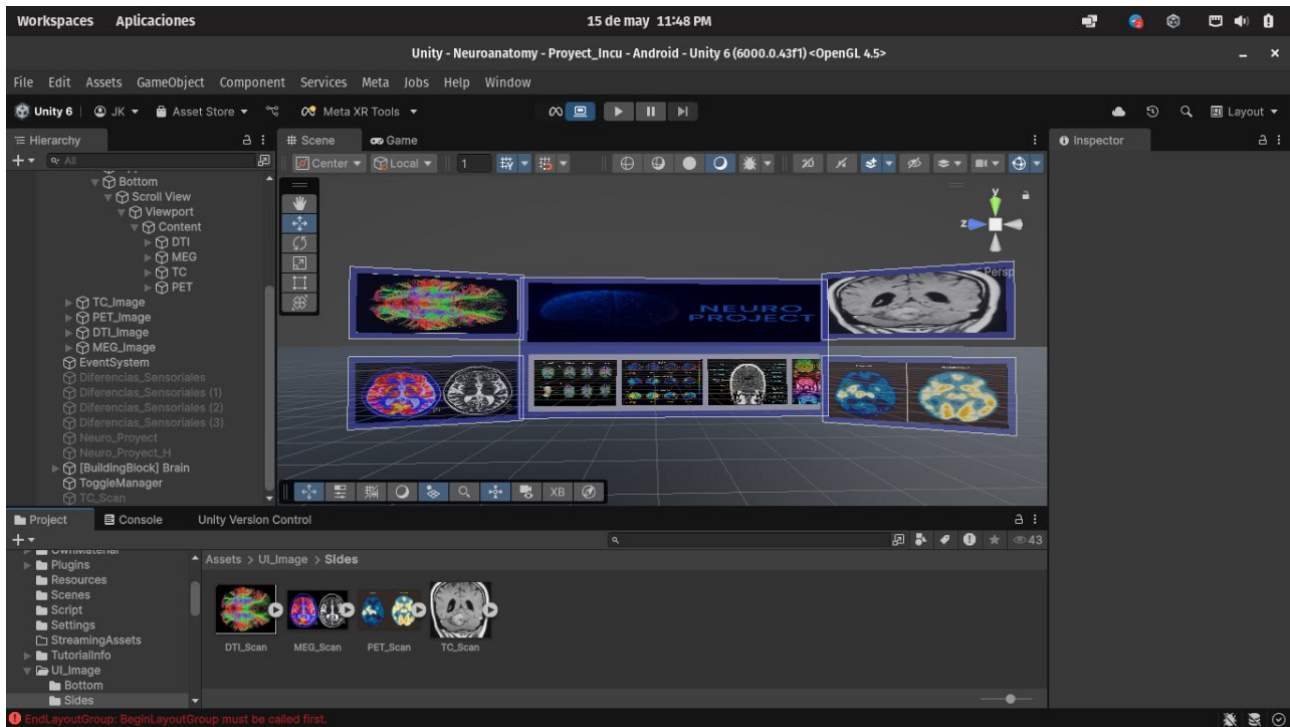 Workspaces Aplicaciones 15 de may 11:48 PM
Unity - Neuroanatomy - Proyect_Incu - Android - Unity 6 (6000.0.43f1) <OpenGL 4.5>
File Edit Assets GameObject Component Services Meta Jobs Help Window
Unity 6 JK Asset Store Meta XR Tools Layout
Hierarchy
All
Bottom
Scroll View
Viewport
Content
DTI
MEG
TC
PET
TC_Image
PET_Image
DTI_Image
MEG_Image
EventSystem
Diferencias_Sensoriales
Diferencias_Sensoriales (1)
Diferencias_Sensoriales (2)
Diferencias_Sensoriales (3)
Neuro_Proyect
Neuro_Proyect_H
[BuildingBlock] Brain
ToggleManager
TC_Scan
Scene Game
Center Local 1 2D
y
z
Persp
NEURO
PROJECT
XB
Inspector
Project Console Unity Version Control
43
OwnMaterial
Plugins
Resources
Scenes
Script
Settings
StreamingAssets
TutorialInfo
UI_Image
Bottom
Sides
Assets > UI_Image > Sides
DTI_Scan MEG_Scan PET_Scan TC_Scan
EndLayoutGroup: BeginLayoutGroup must be called first.